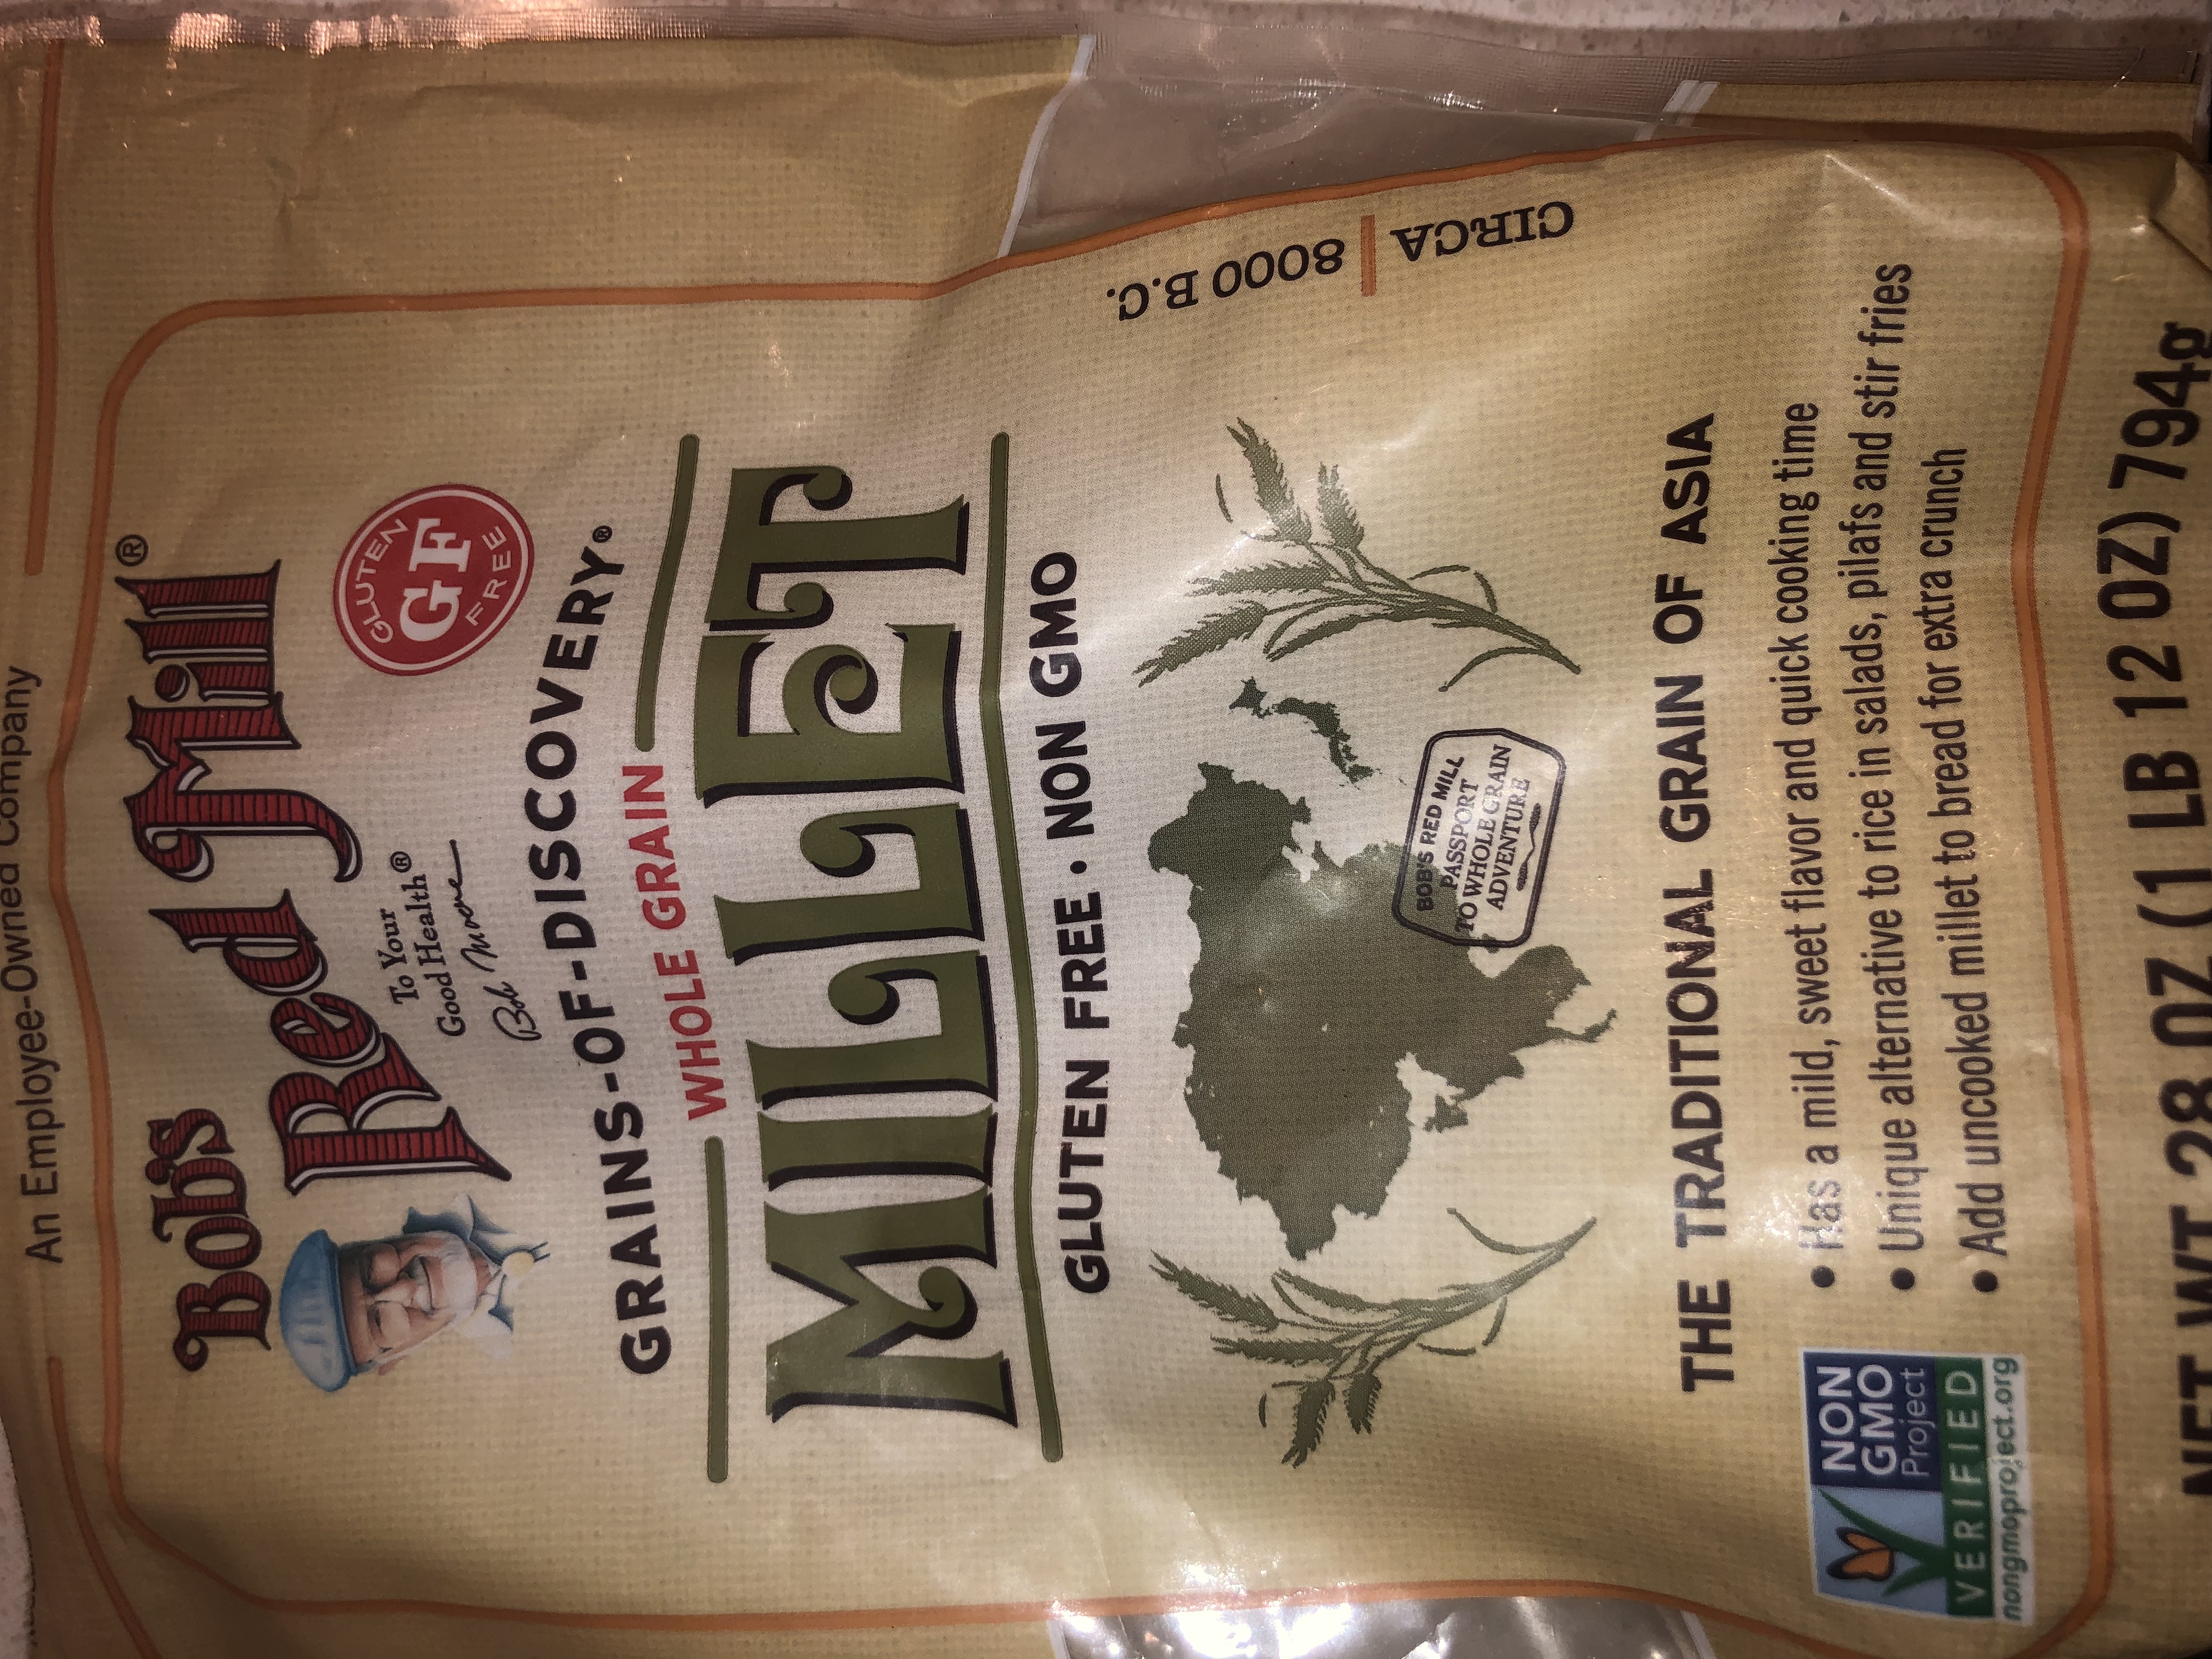 An Employee-Owned Company
Bob's
Red Mill®
To Your
Good Health®
Bob Moore
GLUTEN
GF
FREE
GRAINS-OF-DISCOVERY®
WHOLE GRAIN
MILLET
GLUTEN FREE · NON GMO
CIRCA
8000 B.C.
BOB'S RED MILL
PASSPORT
TO WHOLE GRAIN
ADVENTURE
THE TRADITIONAL GRAIN OF ASIA
• Has a mild, sweet flavor and quick cooking time
• Unique alternative to rice in salads, pilafs and stir fries
• Add uncooked millet to bread for extra crunch
NON
GMO
Project
VERIFIED
nongmoproject.org
NET WT 28 OZ (1 LB 12 OZ) 794g